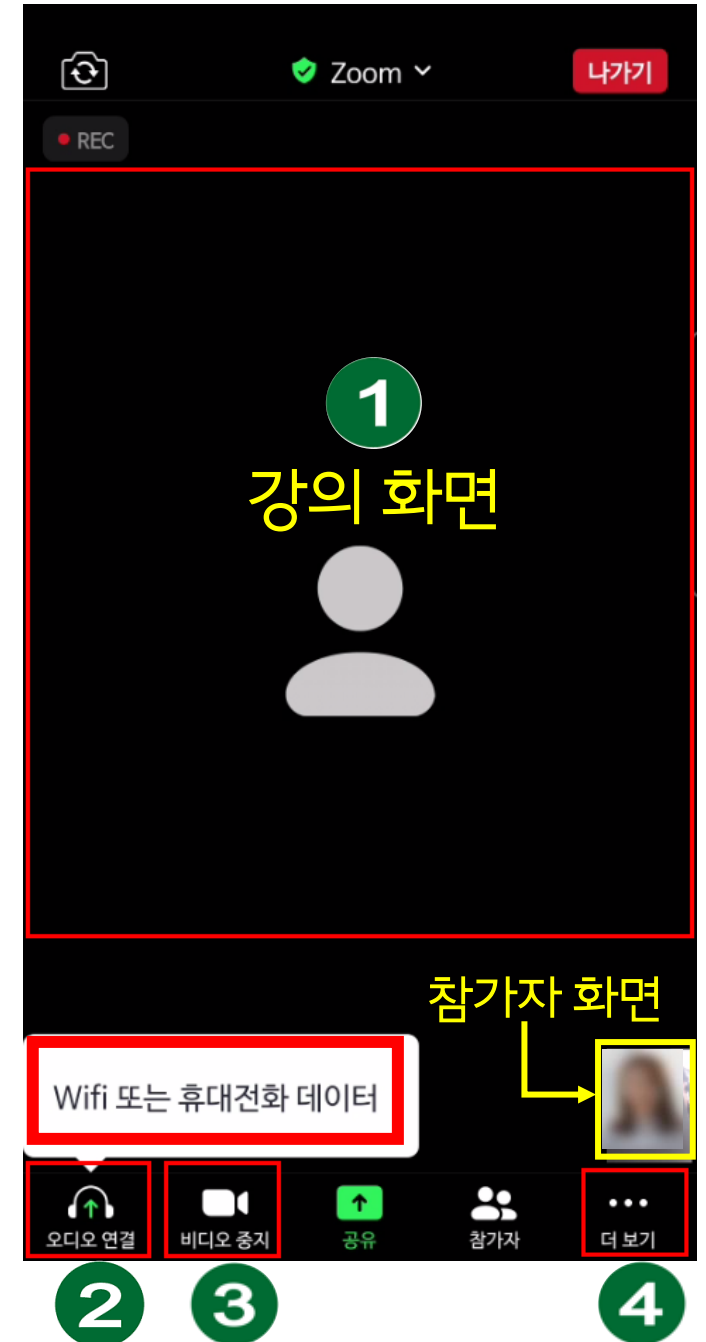 Zoom
나가기
REC
1
강의 화면
참가자 화면
Wifi 또는 휴대전화 데이터
오디오 연결
비디오 중지
공유
참가자
더 보기
2
3
4